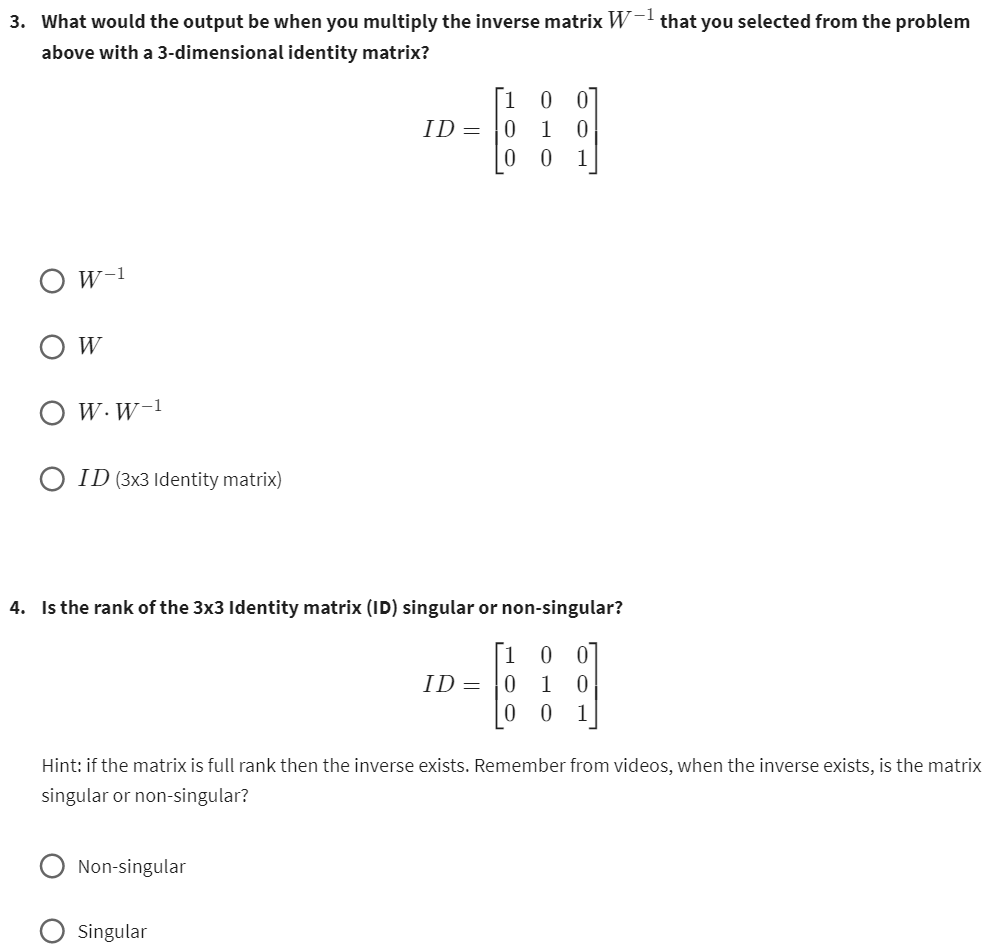 3. What would the output be when you multiply the inverse matrix W⁻¹ that you selected from the problem
above with a 3-dimensional identity matrix?
ID = [1 0 0
0 1 0
0 0 1]
W⁻¹
W
W · W⁻¹
ID (3x3 Identity matrix)
4. Is the rank of the 3x3 Identity matrix (ID) singular or non-singular?
ID = [1 0 0
0 1 0
0 0 1]
Hint: if the matrix is full rank then the inverse exists. Remember from videos, when the inverse exists, is the matrix
singular or non-singular?
Non-singular
Singular